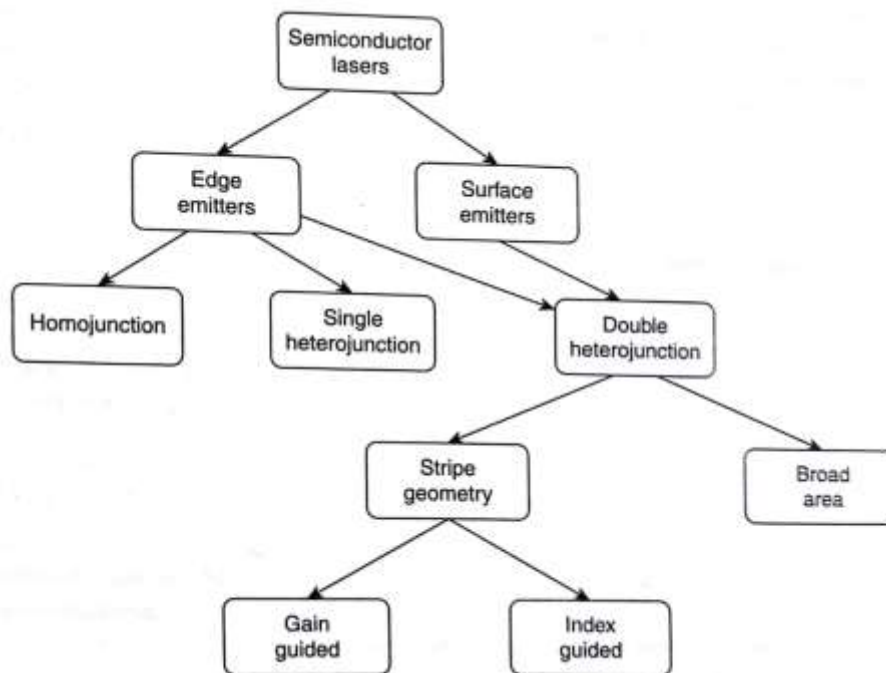 Semiconductor
lasers
Edge
emitters
Surface
emitters
Homojunction
Single
heterojunction
Double
heterojunction
Stripe
geometry
Broad
area
Gain
guided
Index
guided